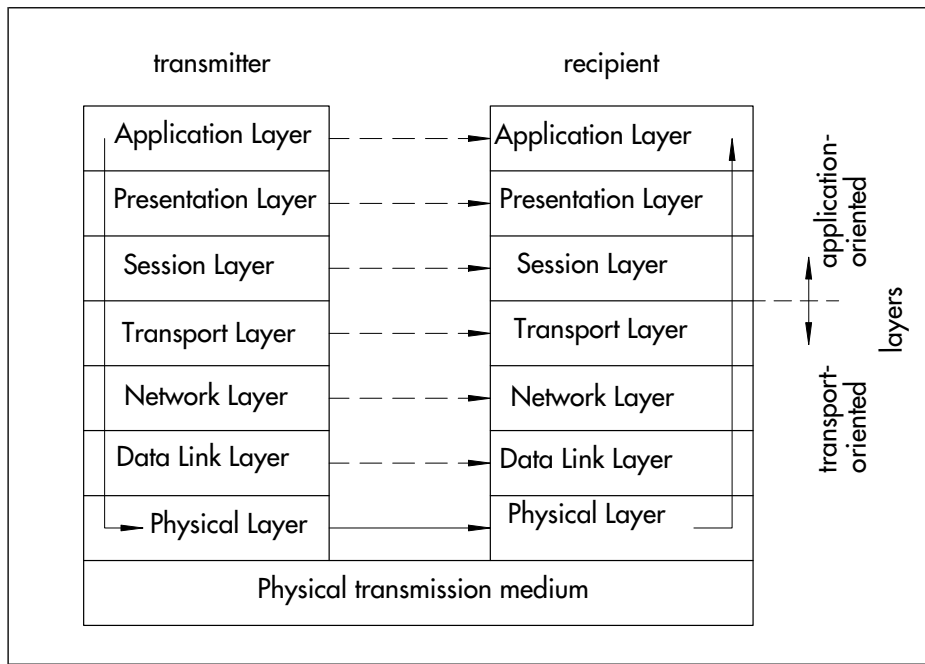 transmitter
recipient
Application Layer
Application Layer
Presentation Layer
Presentation Layer
Session Layer
Session Layer
Transport Layer
Transport Layer
Network Layer
Network Layer
Data Link Layer
Data Link Layer
Physical Layer
Physical Layer
Physical transmission medium
application-
oriented
layers
transport-
oriented